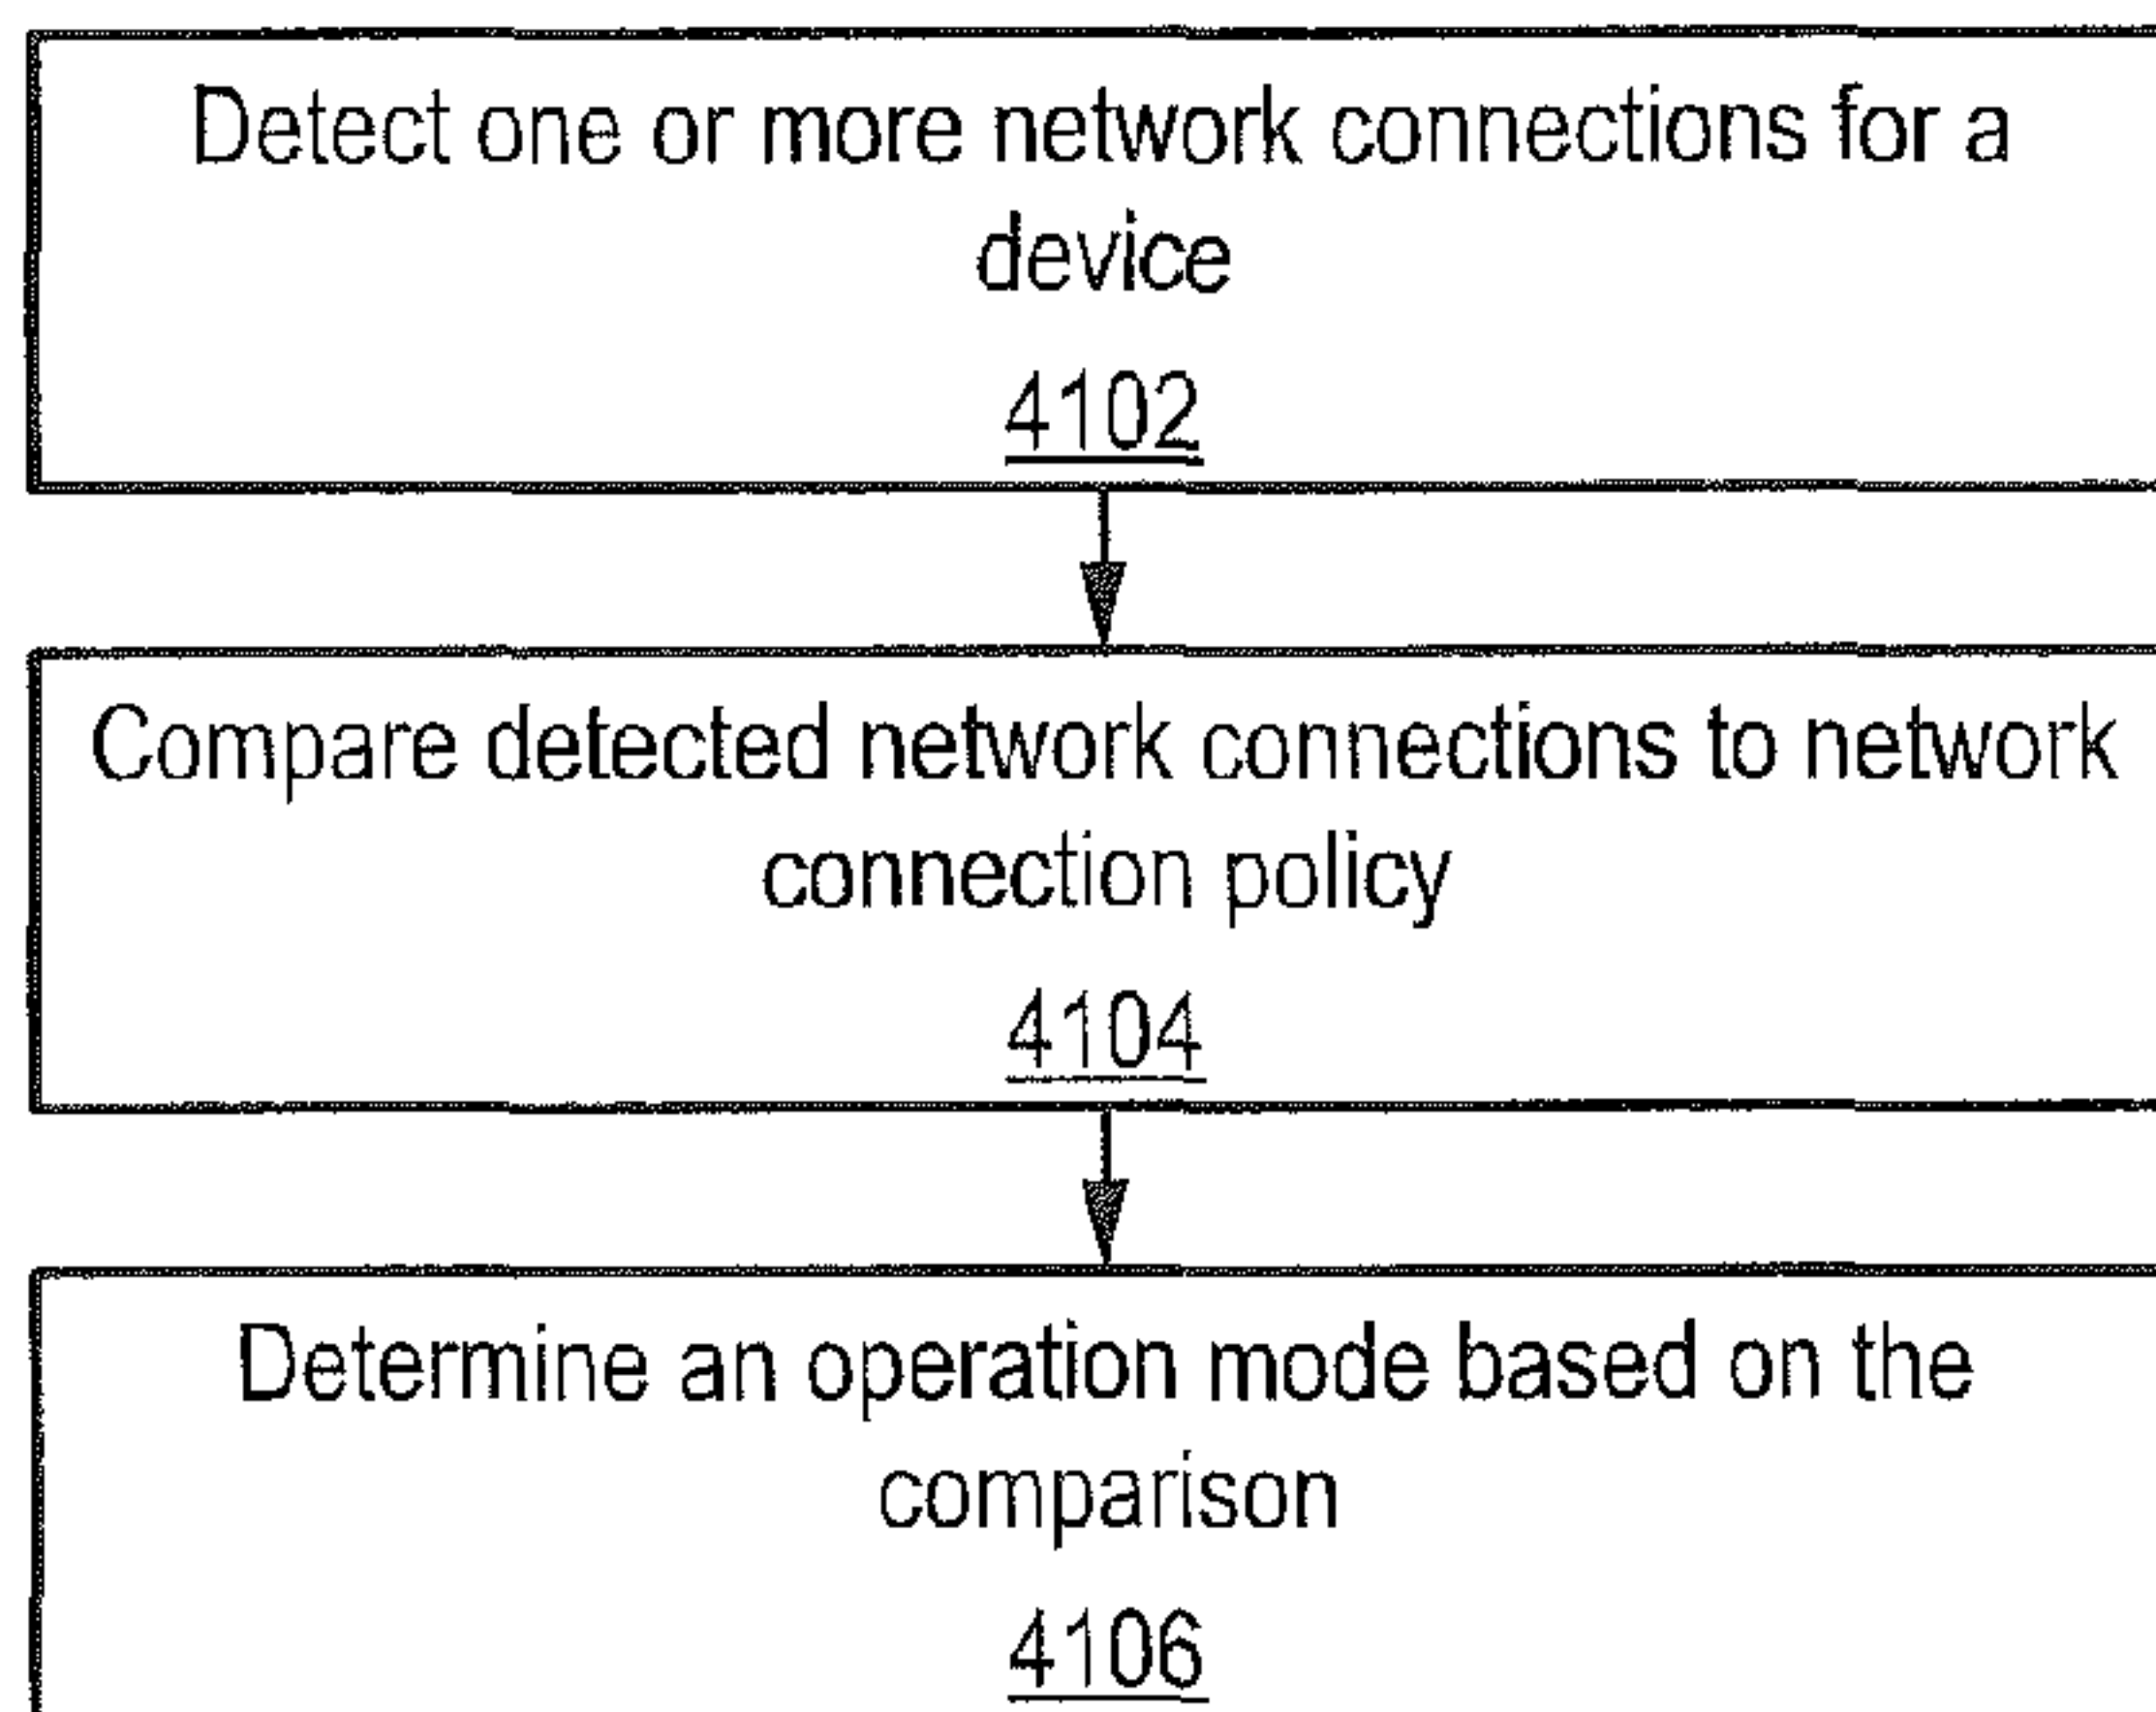 Detect one or more network connections for a
device
4102
Compare detected network connections to network
connection policy
4104
Determine an operation mode based on the
comparison
4106